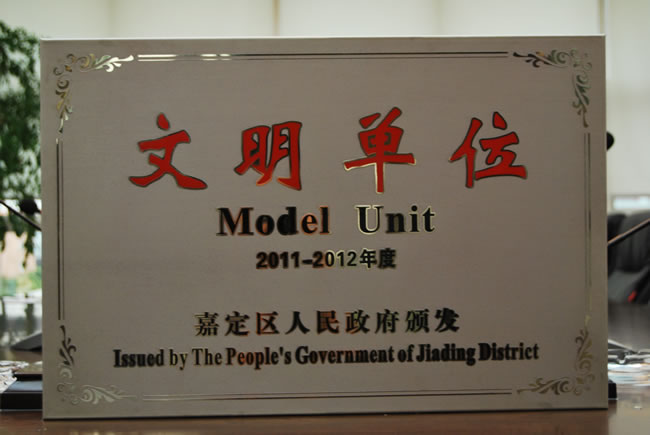 文明单位
Model Unit
2011-2012年度
嘉定区人民政府颁发
Issued by The People's Government of Jiading District